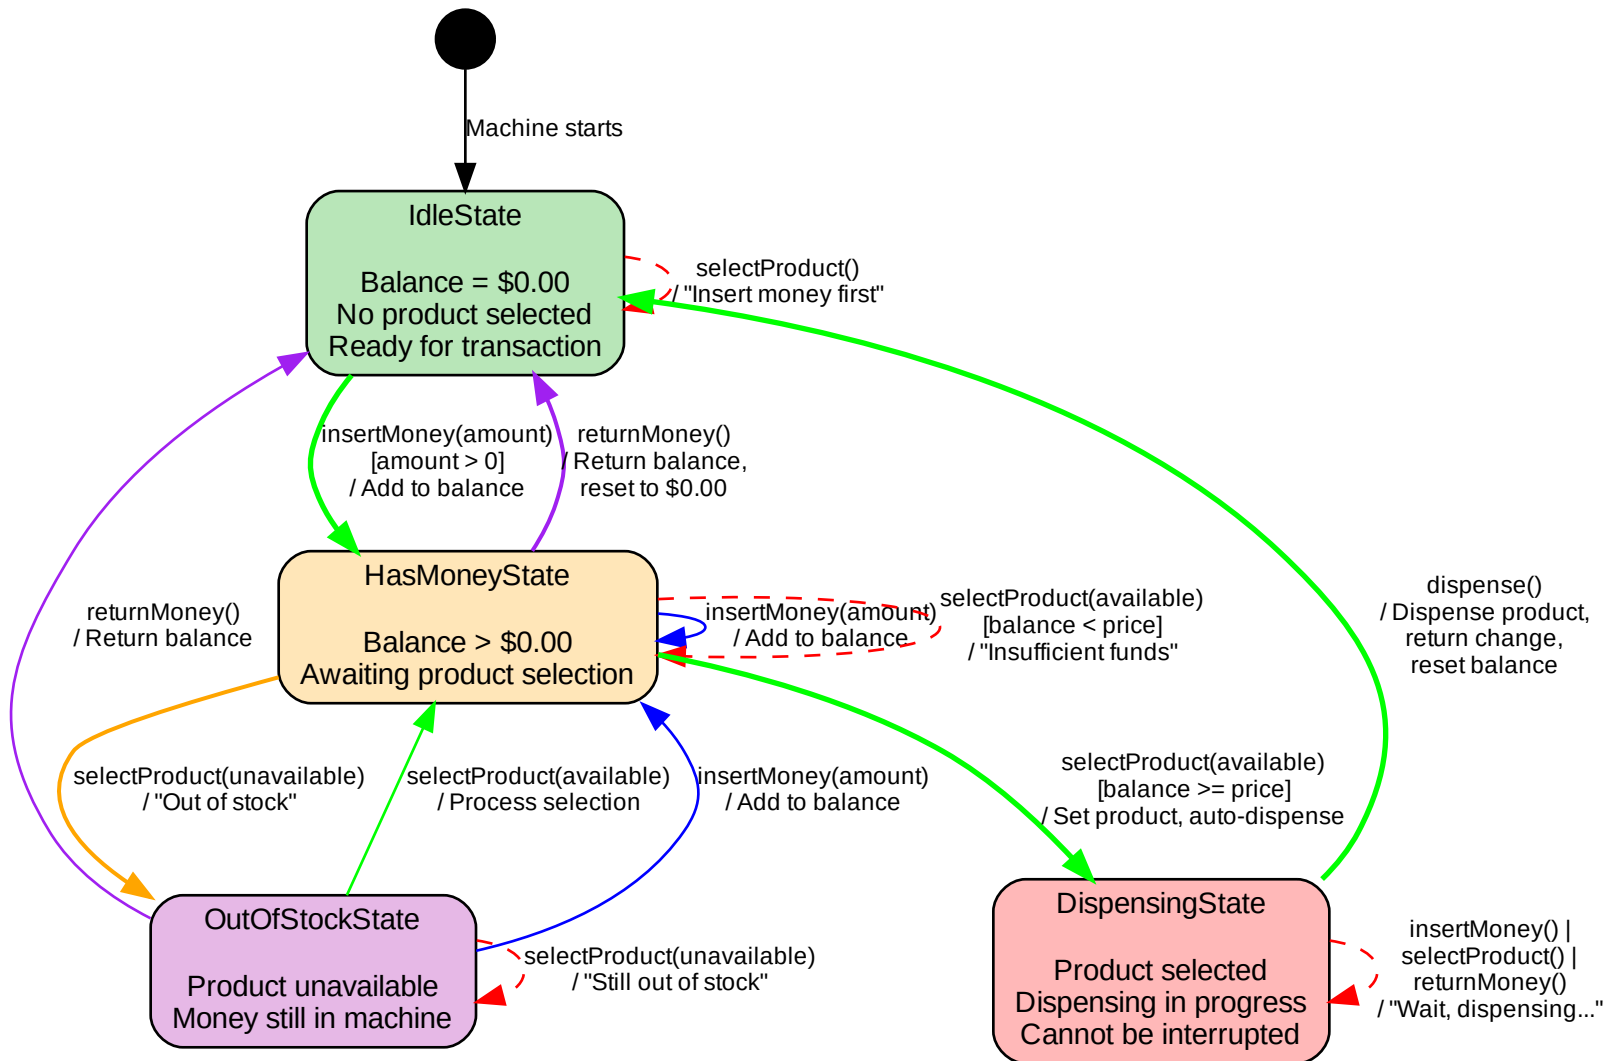 Machine starts
IdleState
Balance = $0.00
No product selected
Ready for transaction
selectProduct()
/ "Insert money first"
insertMoney(amount)
[amount > 0]
/ Add to balance
returnMoney()
/ Return balance,
reset to $0.00
HasMoneyState
Balance > $0.00
Awaiting product selection
insertMoney(amount)
/ Add to balance
selectProduct(available)
[balance < price]
/ "Insufficient funds"
dispense()
/ Dispense product,
return change,
reset balance
returnMoney()
/ Return balance
selectProduct(unavailable)
/ "Out of stock"
selectProduct(available)
/ Process selection
insertMoney(amount)
/ Add to balance
selectProduct(available)
[balance >= price]
/ Set product, auto-dispense
OutOfStockState
Product unavailable
Money still in machine
selectProduct(unavailable)
/ "Still out of stock"
DispensingState
Product selected
Dispensing in progress
Cannot be interrupted
insertMoney() |
selectProduct() |
returnMoney()
/ "Wait, dispensing..."